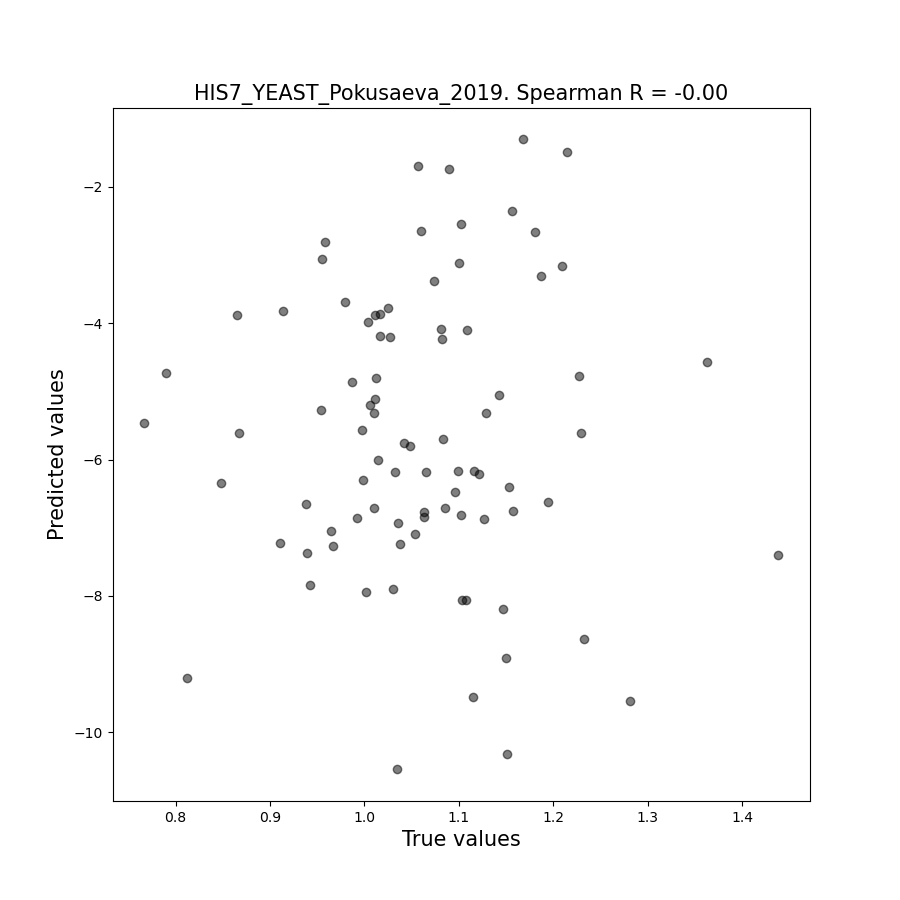 HIS7_YEAST_Pokusaeva_2019. Spearman R = -0.00
Predicted values
−2
−4
−6
−8
−10
0.8 0.9 1.0 1.1 1.2 1.3 1.4
True values